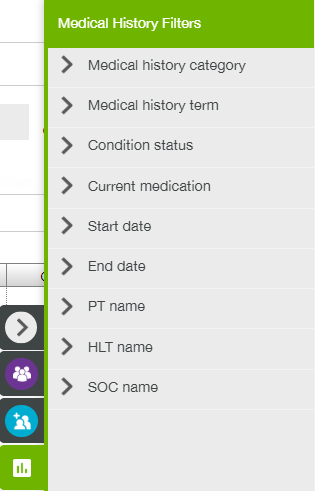 Medical History Filters
Medical history category
Medical history term
Condition status
Current medication
Start date
End date
PT name
HLT name
SOC name